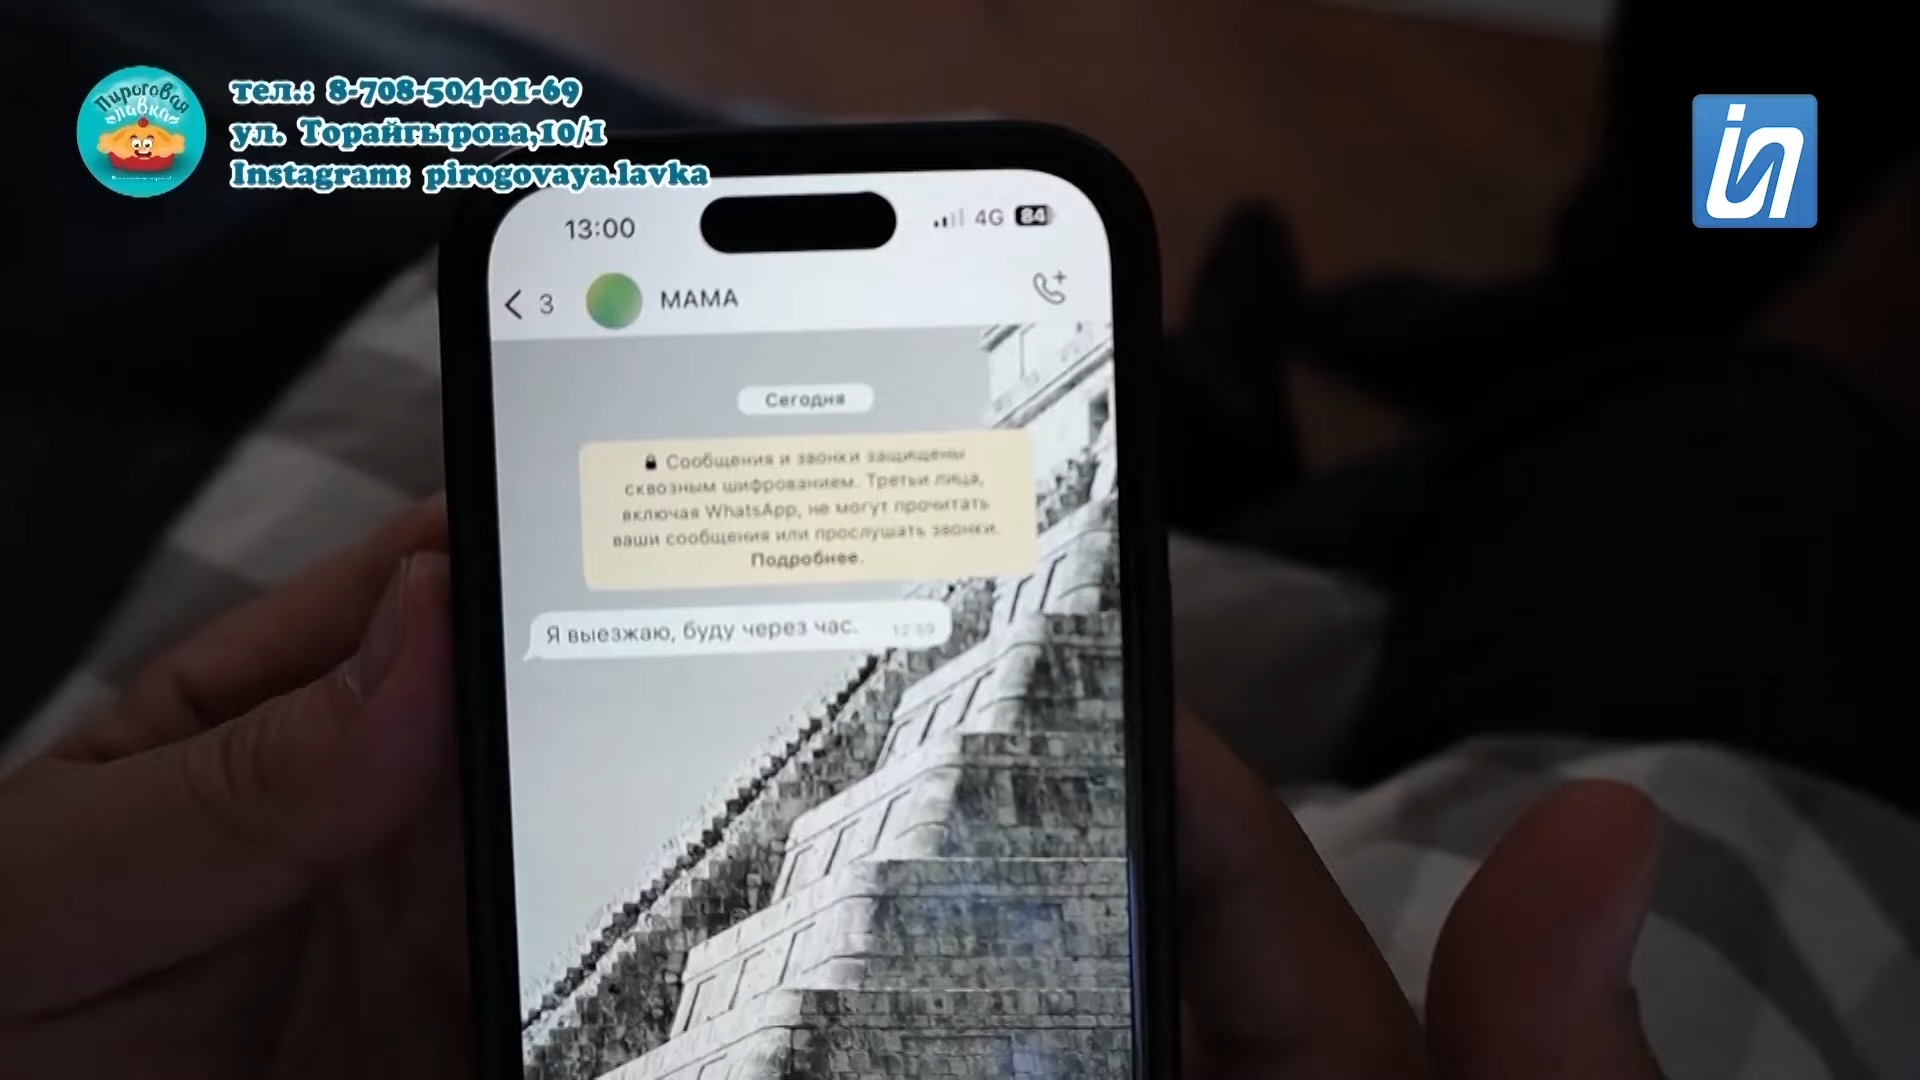 Пироговая
лавка
тел.: 8-708-504-01-69
ул. Торайгырова,10/1
Instagram: pirogovaya.lavka
in
13:00
4G 84
3 МАМА
Сегодня
Сообщения и звонки защищены
сквозным шифрованием. Третьи лица,
включая WhatsApp, не могут прочитать
ваши сообщения или прослушать звонки.
Подробнее.
Я выезжаю, буду через час. 12:59